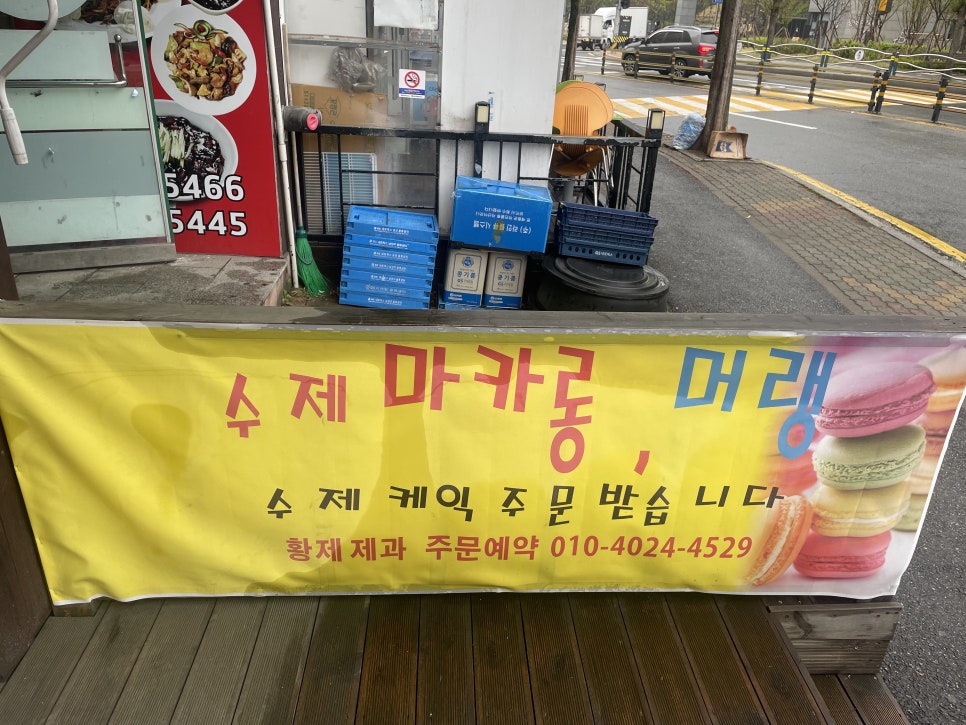 5466
5445
수제 마카롱, 머랭
수제 케익 주문 받습니다
황제 제과 주문예약 010-4024-4529